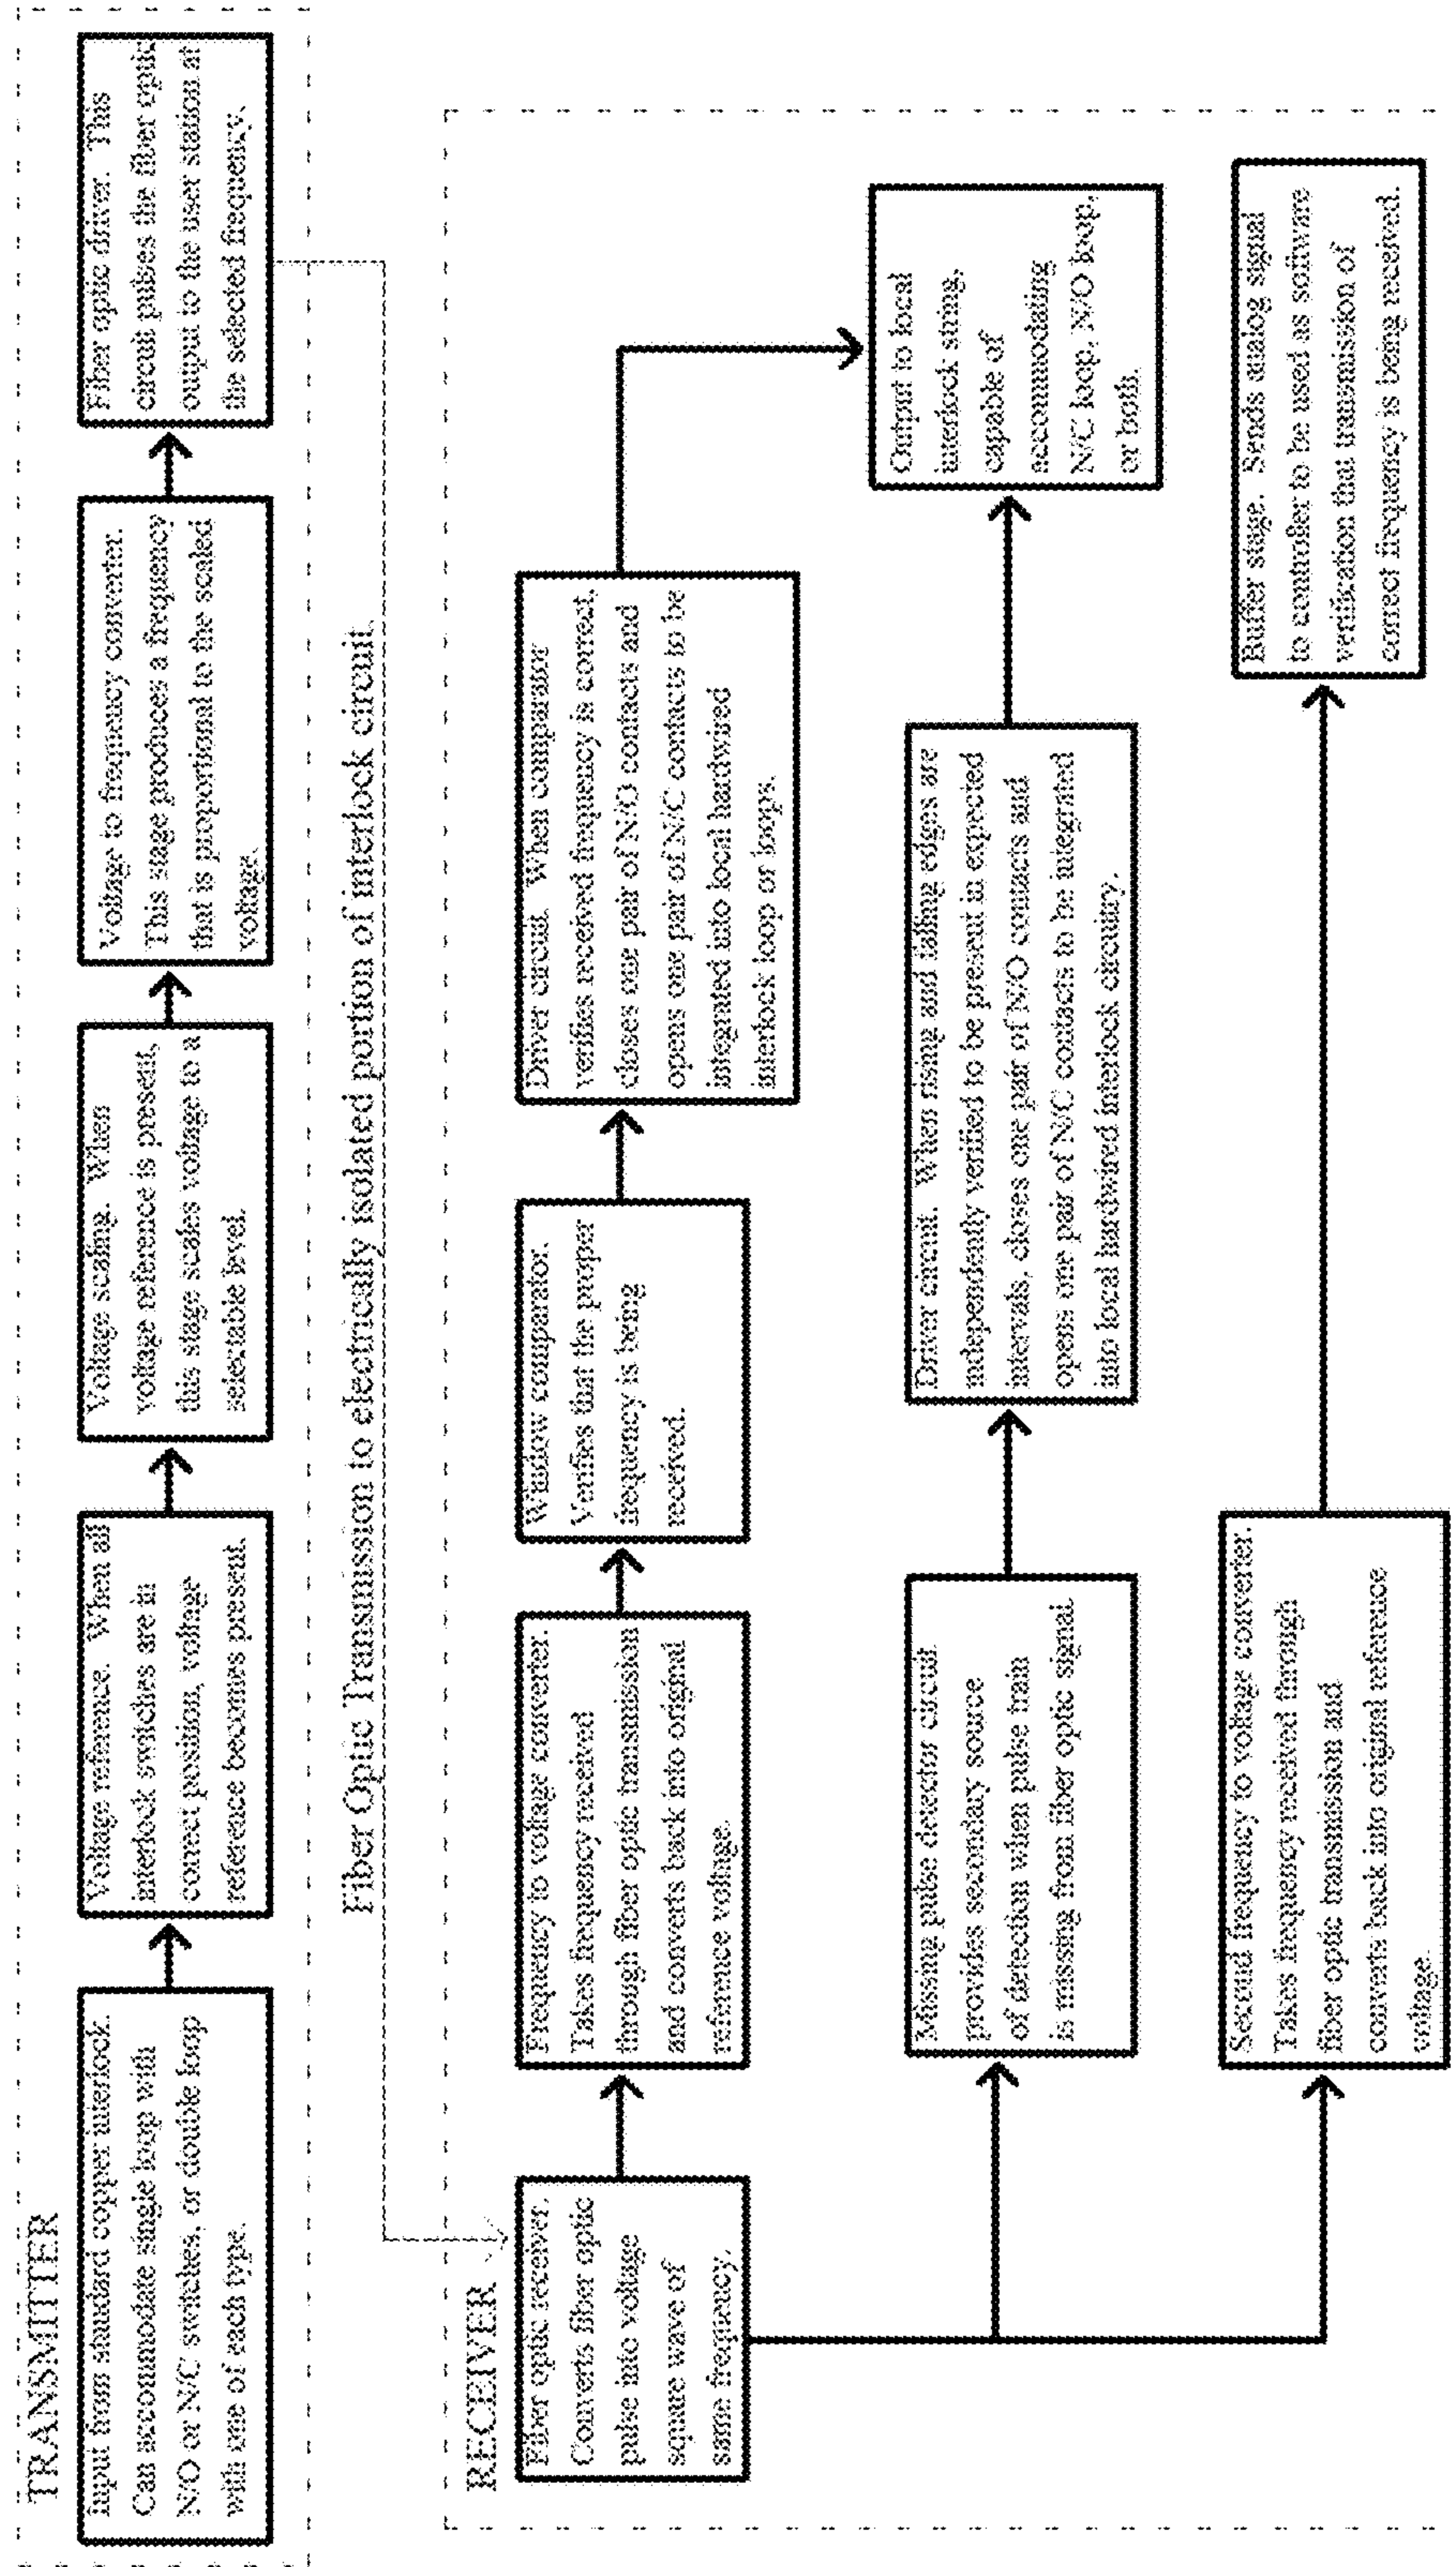 TRANSMITTER
Input from standard copper interlock.
Can accommodate single loop with
N/O or N/C switches, or double loop
with one of each type.
Voltage reference. When all
interlock switches are in
correct position, voltage
reference becomes present.
Voltage scaling. When
voltage reference is present,
this stage scales voltage to a
selectable level.
Voltage to frequency converter.
This stage produces a frequency
that is proportional to the scaled
voltage.
Fiber optic driver. This
circuit pulses the fiber optic
output to the user station at
the selected frequency.
Fiber Optic Transmission to electrically isolated portion of interlock circuit.
RECEIVER
Fiber optic receiver.
Converts fiber optic
pulse into voltage
square wave of
same frequency.
Frequency to voltage converter.
Takes frequency received
through fiber optic transmission
and converts back into original
reference voltage.
Window comparator.
Verifies that the proper
frequency is being
received.
Driver circuit. When comparator
verifies received frequency is correct,
closes one pair of N/O contacts and
opens one pair of N/C contacts to be
integrated into local hardwired
interlock loop or loops.
Missing pulse detector circuit
provides secondary source
of detection when pulse train
is missing from fiber optic signal.
Driver circuit. When rising and falling edges are
independently verified to be present in expected
intervals, closes one pair of N/O contacts and
opens one pair of N/C contacts to be integrated
into local hardwired interlock circuitry.
Output to local
interlock string,
capable of
accommodating
N/C loop, N/O loop,
or both.
Second frequency to voltage converter.
Takes frequency received through
fiber optic transmission and
converts back into original reference
voltage.
Buffer stage. Sends analog signal
to controller to be used as software
verification that transmission of
correct frequency is being received.